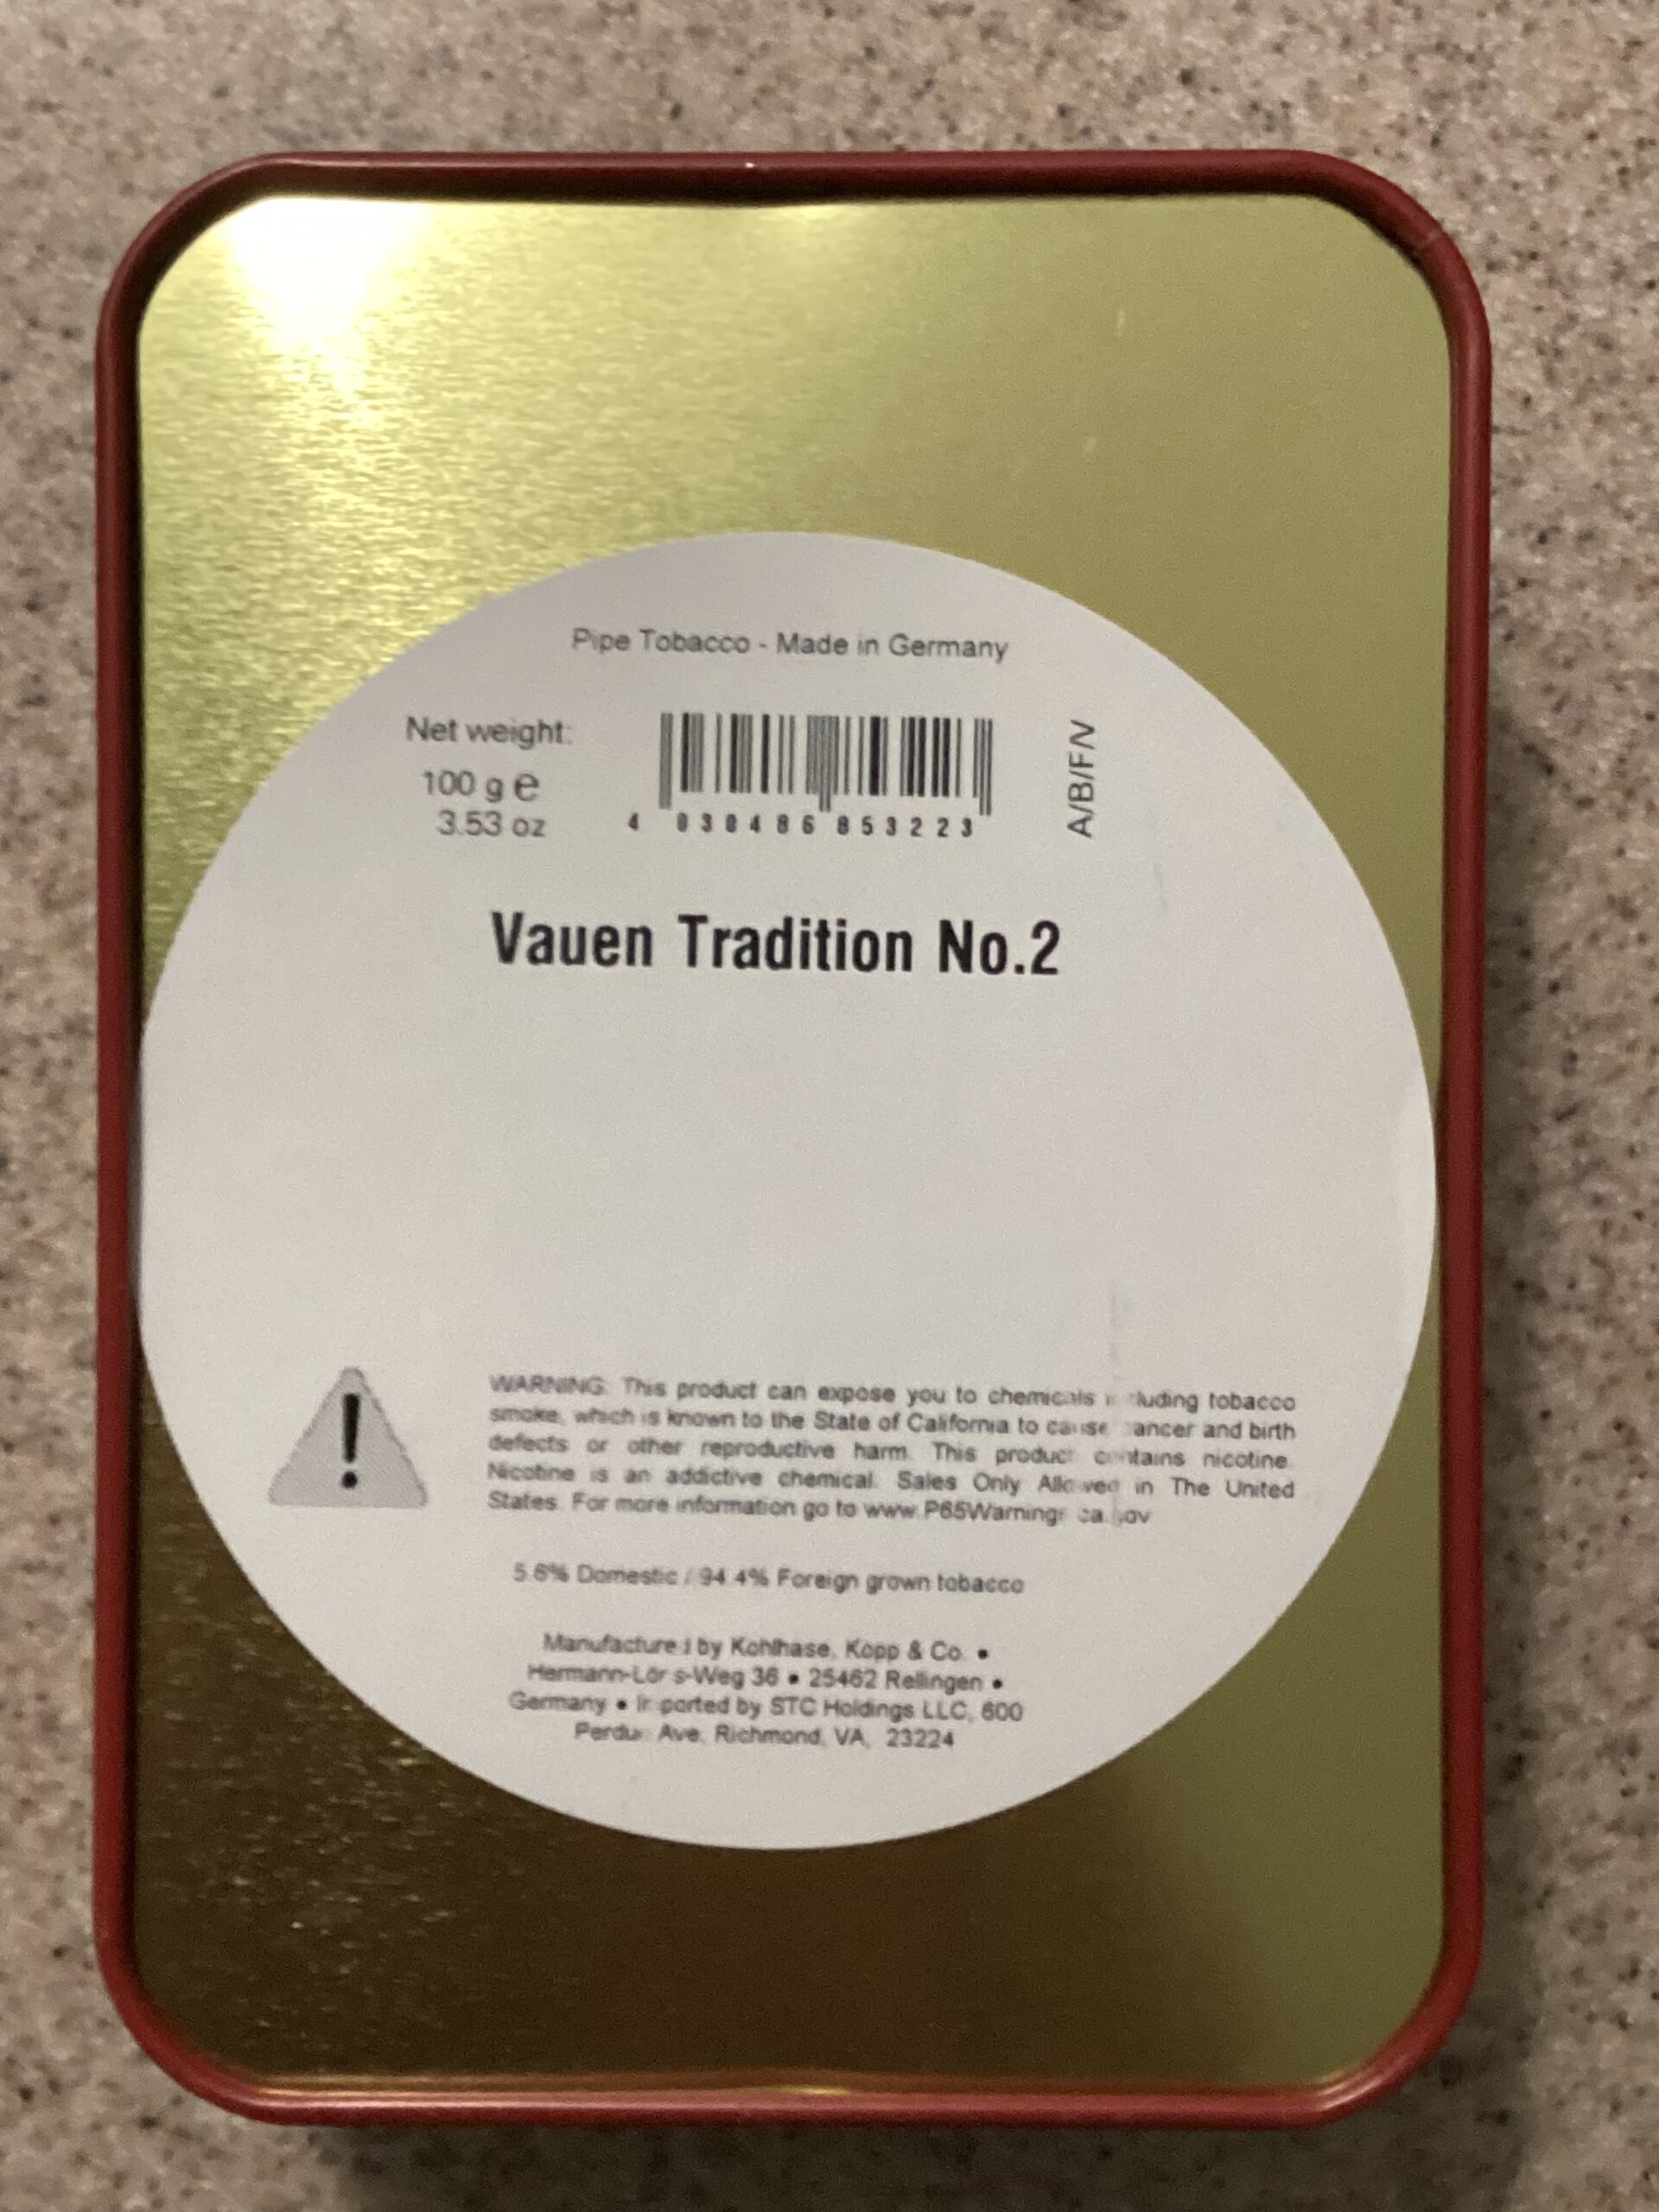 Pipe Tobacco - Made in Germany
Net weight:
100 g e
3.53 oz
4 030486 853223
A/B/F/V
Vauen Tradition No.2
!
WARNING: This product can expose you to chemicals tobacco
smoke, which is known to the State of California to cause and birth
defects or other reproductive harm. This product nicotine.
Nicotine is an addictive chemical. Sales Only in The United
States. For more information go to
Domestic / 94.4% Foreign grown tobacco
by Kohlhase, Kopp & Co. •
36 • 25462 Rellingen •
Germany • by STC Holdings LLC, 600
Ave, Richmond, VA, 23224